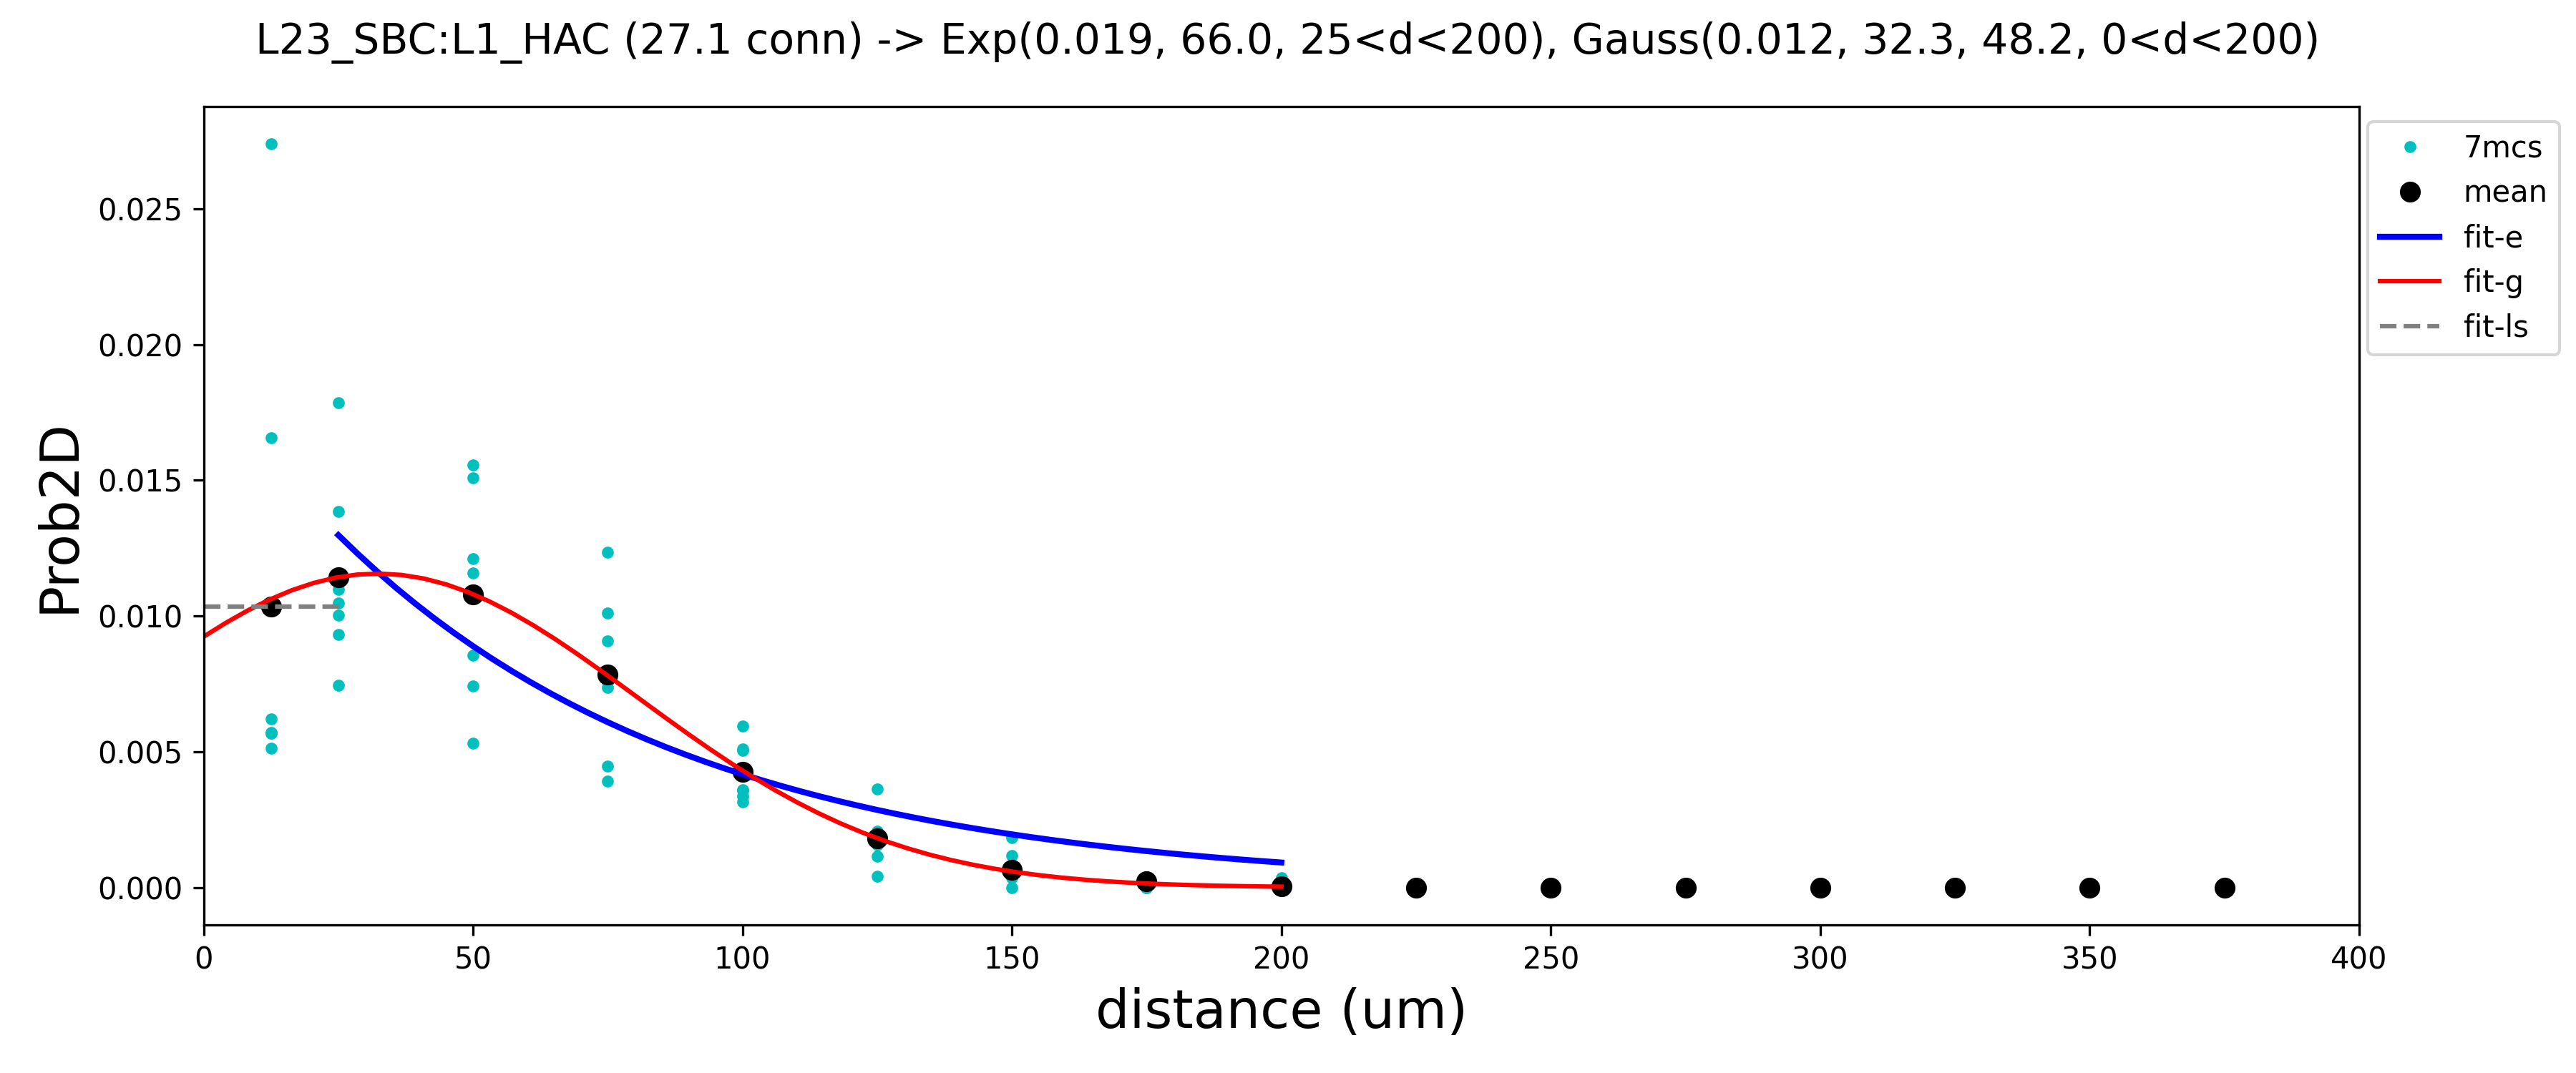 L23_SBC:L1_HAC (27.1 conn) -> Exp(0.019, 66.0, 25<d<200), Gauss(0.012, 32.3, 48.2, 0<d<200)
7mcs
mean
fit-e
fit-g
fit-ls
Prob2D
0.025
0.020
0.015
0.010
0.005
0.000
0 50 100 150 200 250 300 350 400
distance (um)